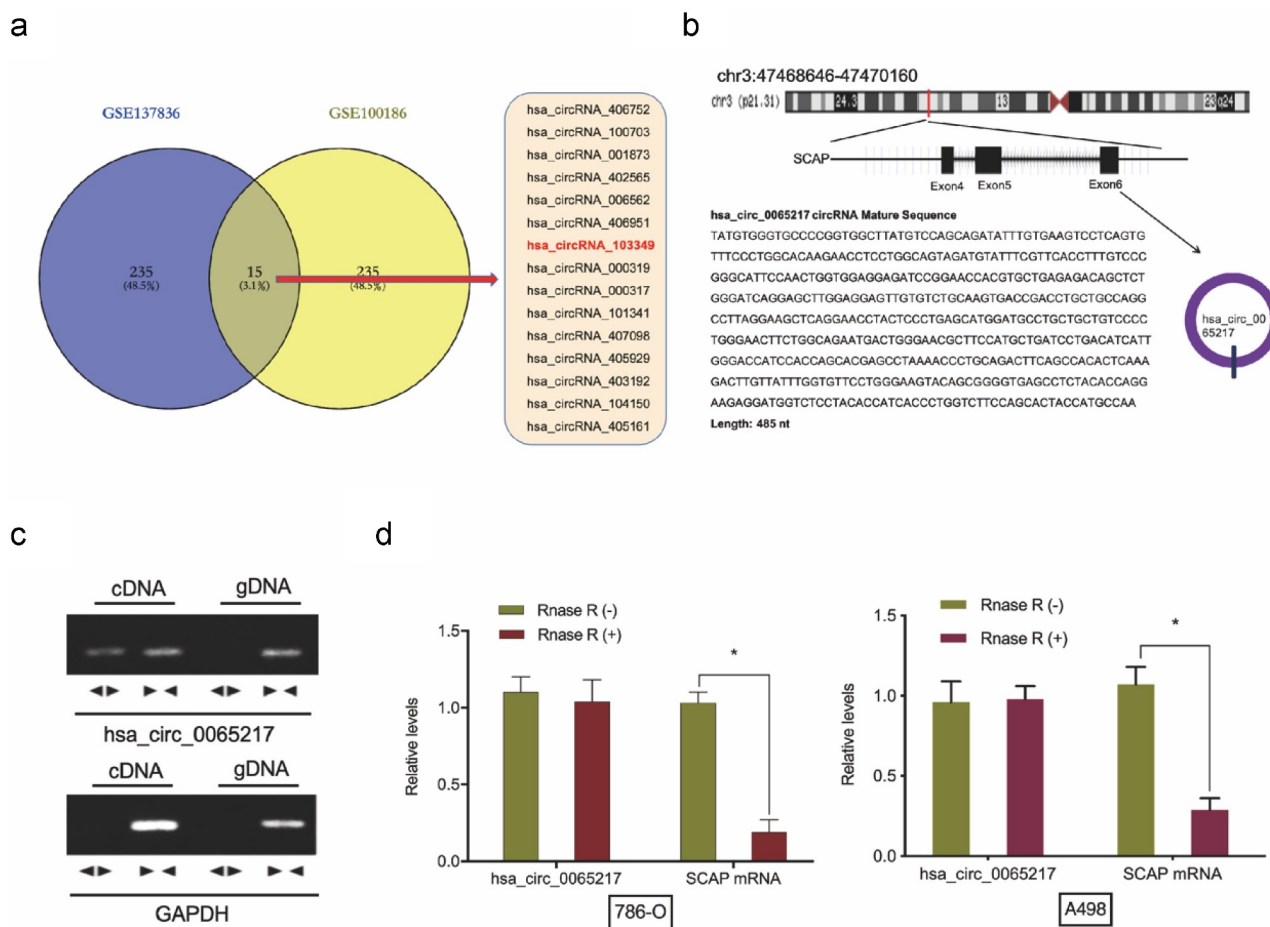 a
GSE137836
GSE100186
235
(48.5%)
15
(3.1%)
235
(48.5%)
hsa_circRNA_406752
hsa_circRNA_100703
hsa_circRNA_001873
hsa_circRNA_402565
hsa_circRNA_006562
hsa_circRNA_406951
hsa_circRNA_103349
hsa_circRNA_000319
hsa_circRNA_000317
hsa_circRNA_101341
hsa_circRNA_407098
hsa_circRNA_405929
hsa_circRNA_403192
hsa_circRNA_104150
hsa_circRNA_405161
b
chr3:47468646-47470160
chr3 (p21.31) 24.3 13 23 q24
SCAP
Exon4 Exon5 Exon6
hsa_circ_0065217 circRNA Mature Sequence
TATGTGGGTGCCCCGGTGGCTTATGTCCAGCAGATATTTGTGAAGTCCTCAGTG
TTTCCCTGGCACAAGAACCTCCTGGCAGTAGATGTATTTCGTTCACCTTTGTCCC
GGGCATTCCAACTGGTGGAGGAGATCCGGAACCACGTGCTGAGAGACAGCTCT
GGGATCAGGAGCTTGGAGGAGTTGTGTCTGCAAGTGACCGACCTGCTGCCAGG
CCTTAGGAAGCTCAGGAACCTACTCCCTGAGCATGGATGCCTGCTGCTGTCCCC
TGGGAACTTCTGGCAGAATGACTGGGAACGCTTCCATGCTGATCCTGACATCATT
GGGACCATCCACCAGCACGAGCCTAAAACCCTGCAGACTTCAGCCACACTCAAA
GACTTGTTATTTGGTGTTCCTGGGAAGTACAGCGGGGTGAGCCTCTACACCAGG
AAGAGGATGGTCTCCTACACCATCACCCTGGTCTTCCAGCACTACCATGCCAA
Length: 485 nt
hsa_circ_00
65217
c
cDNA gDNA
hsa_circ_0065217
cDNA gDNA
GAPDH
d
Rnase R (-)
Rnase R (+)
Relative levels
1.5
1.0
0.5
0.0
*
hsa_circ_0065217 SCAP mRNA
786-O
Rnase R (-)
Rnase R (+)
Relative levels
1.5
1.0
0.5
0.0
*
hsa_circ_0065217 SCAP mRNA
A498